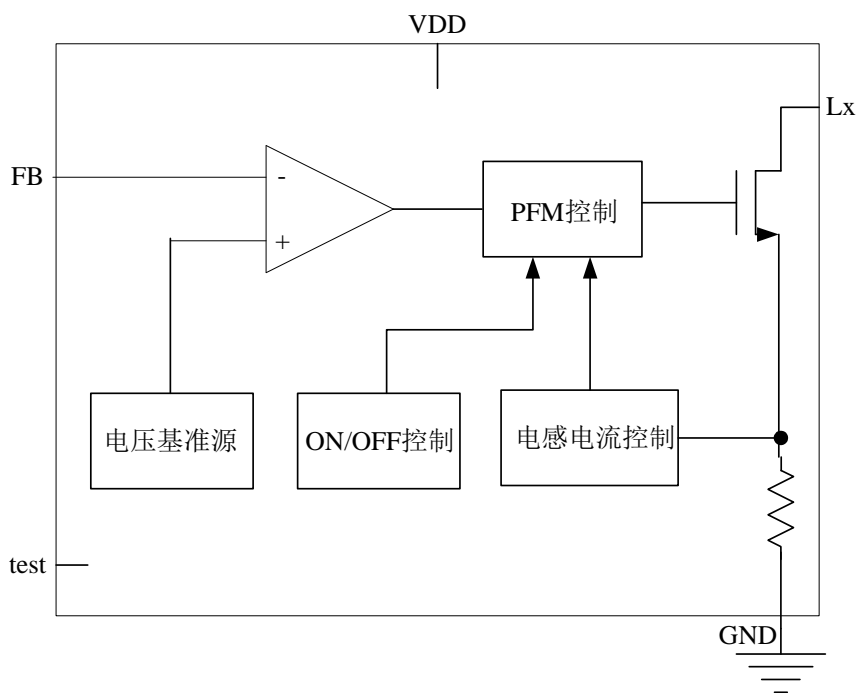 VDD
Lx
FB
-
+
PFM控制
电压基准源
ON/OFF控制
电感电流控制
test
GND